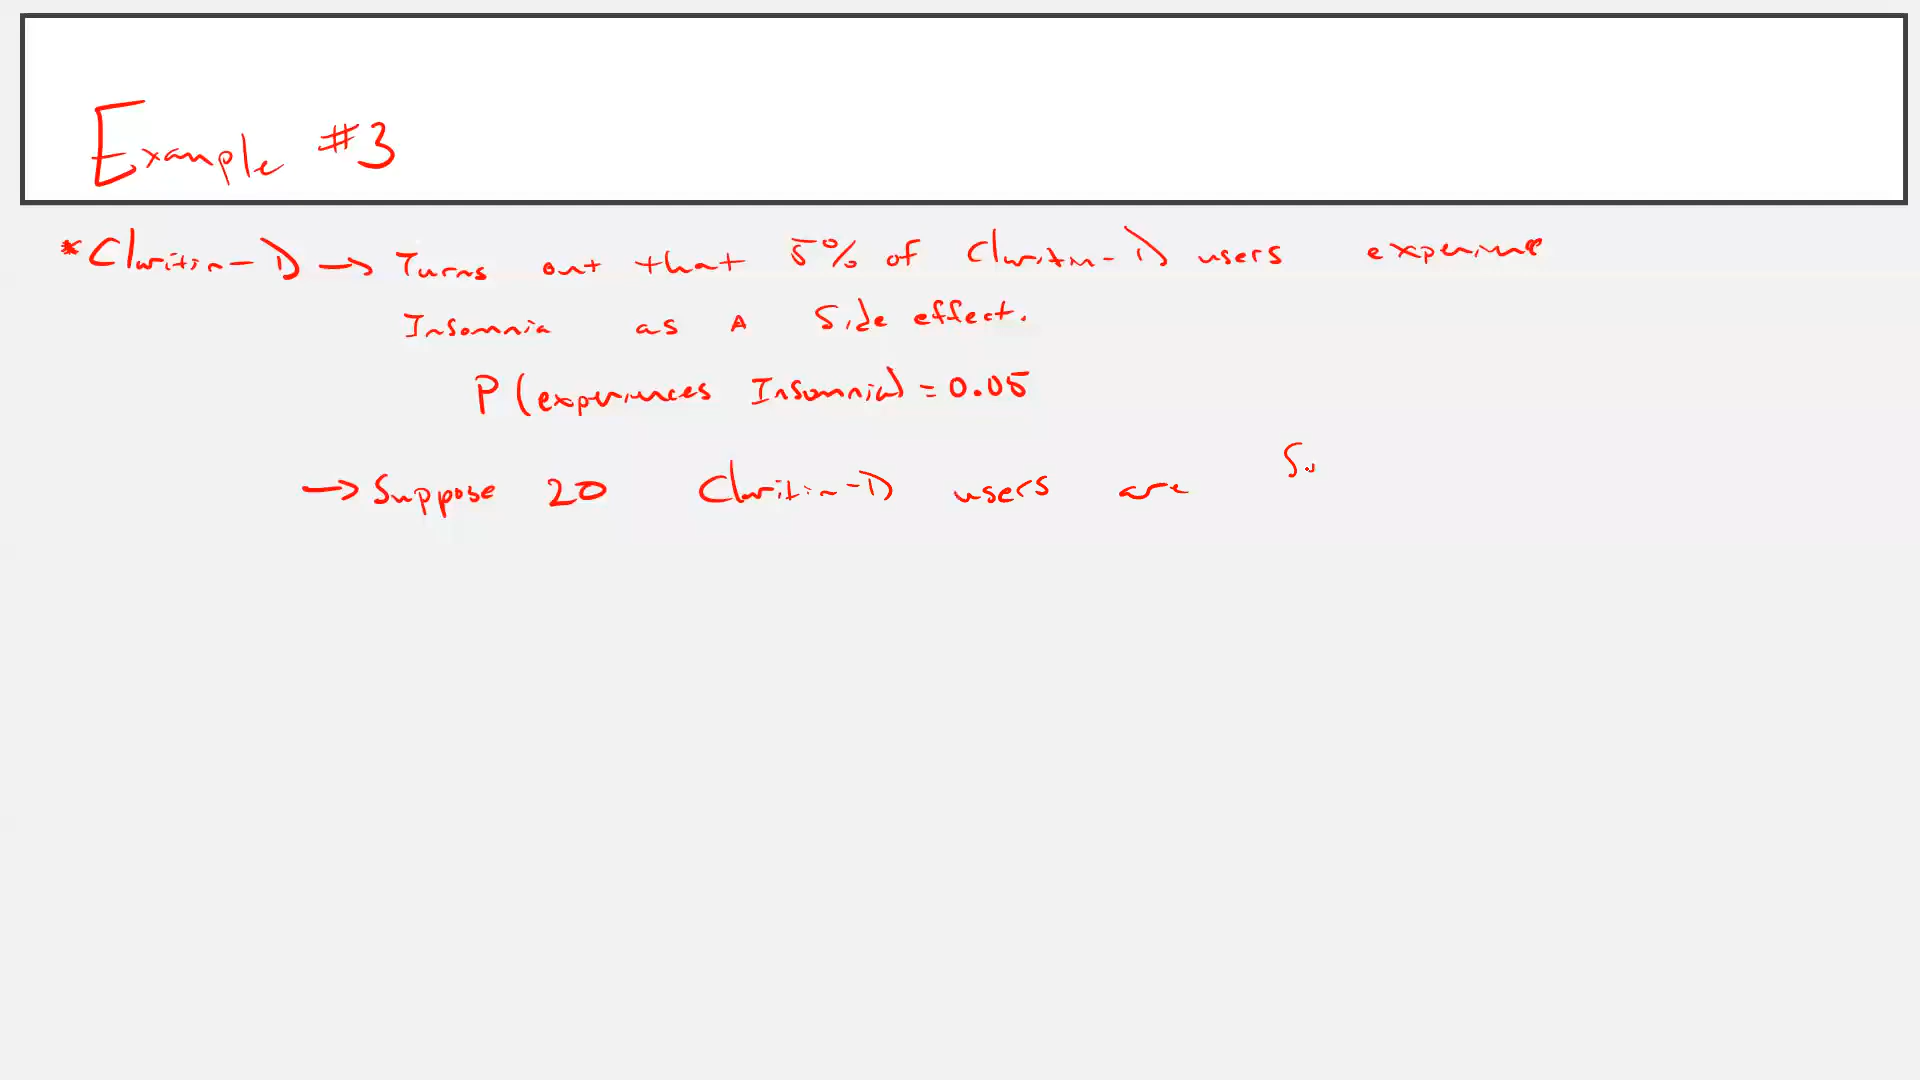 Example #3
* Claritin-D → Turns out that 5% of Claritin-D users experience
Insomnia as A Side effect.
P(experiences Insomnia) = 0.05
→ Suppose 20 Claritin-D users are